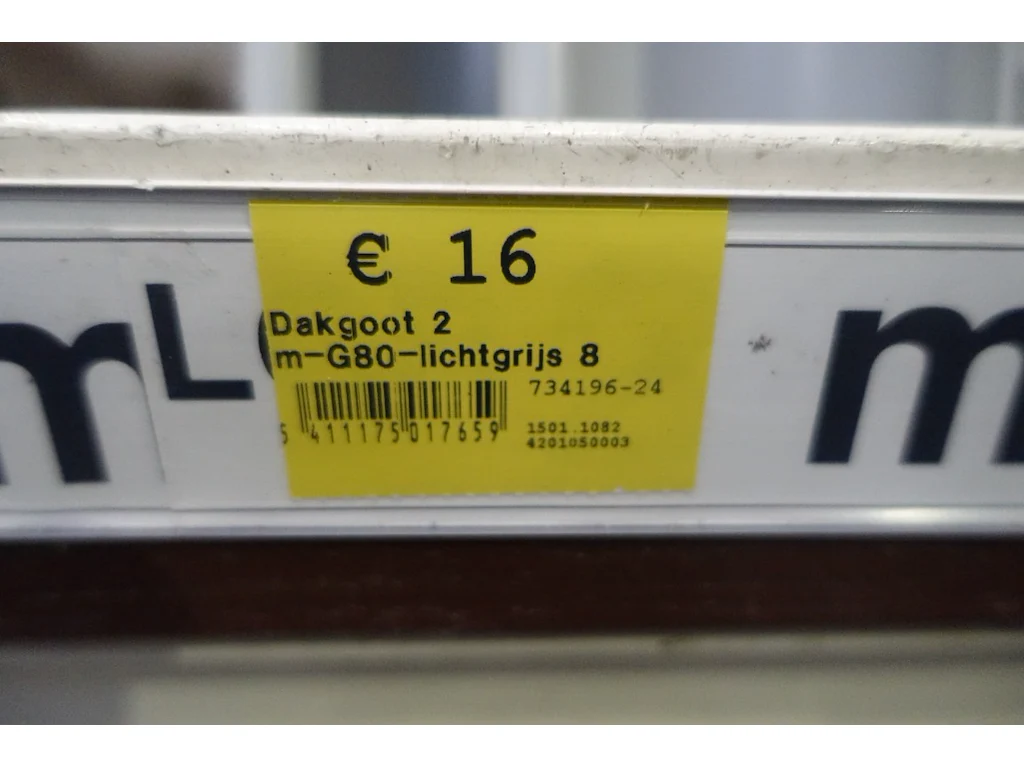 € 16
Dakgoot 2
m-G80-lichtgrijs 8
734196-24
5 411175 017659
1501.1082
4201050003
m
L
m